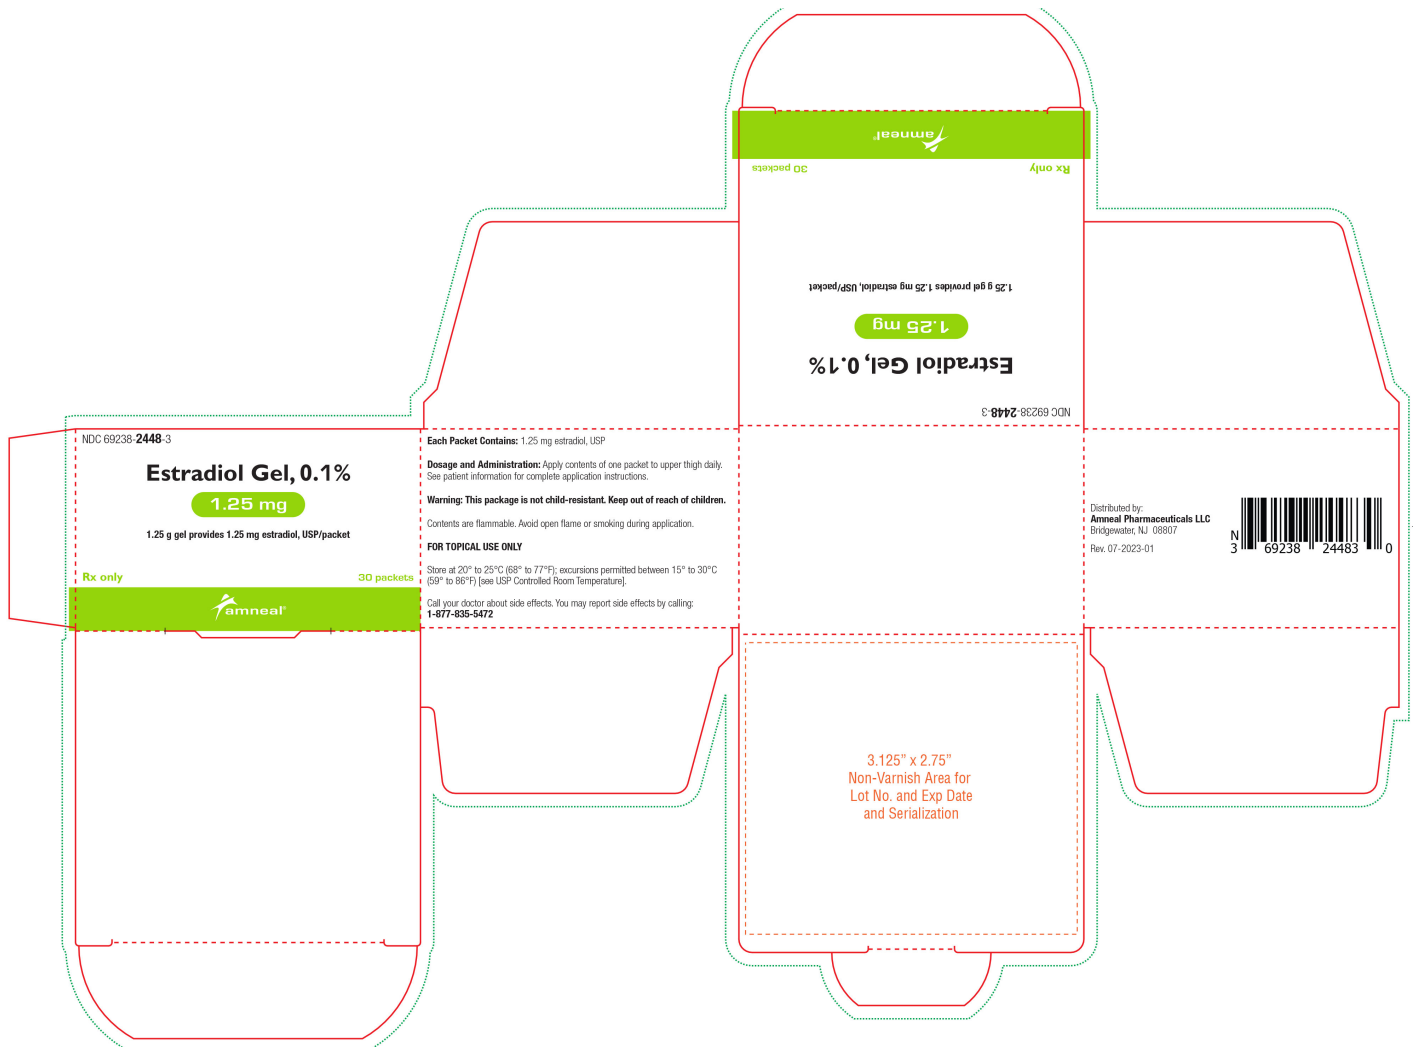 NDC 69238-2448-3
Estradiol Gel, 0.1%
1.25 mg
1.25 g gel provides 1.25 mg estradiol, USP/packet
Rx only
30 packets
amneal®
Each Packet Contains: 1.25 mg estradiol, USP
Dosage and Administration: Apply contents of one packet to upper thigh daily.
See patient information for complete application instructions.
Warning: This package is not child-resistant. Keep out of reach of children.
Contents are flammable. Avoid open flame or smoking during application.
FOR TOPICAL USE ONLY
Store at 20° to 25°C (68° to 77°F); excursions permitted between 15° to 30°C
(59° to 86°F) [see USP Controlled Room Temperature].
Call your doctor about side effects. You may report side effects by calling:
1-877-835-5472
NDC 69238-2448-3
Estradiol Gel, 0.1%
1.25 mg
1.25 g gel provides 1.25 mg estradiol, USP/packet
Rx only
30 packets
amneal®
3.125" x 2.75"
Non-Varnish Area for
Lot No. and Exp Date
and Serialization
Distributed by:
Amneal Pharmaceuticals LLC
Bridgewater, NJ 08807
Rev. 07-2023-01
N
3 69238 24483 0